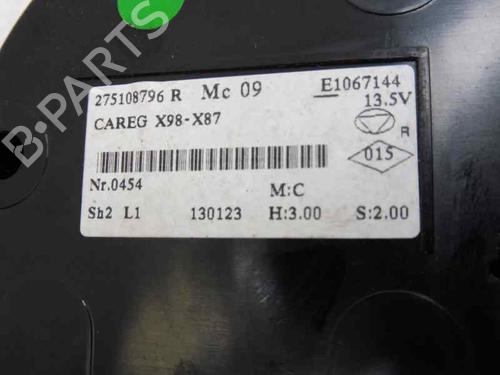 275108796 R Mc 09 E1067144
13.5V
CAREG X98-X87
R
015
Nr.0454
M:C
Sh2 L1 130123 H:3.00 S:2.00
B-PARTS